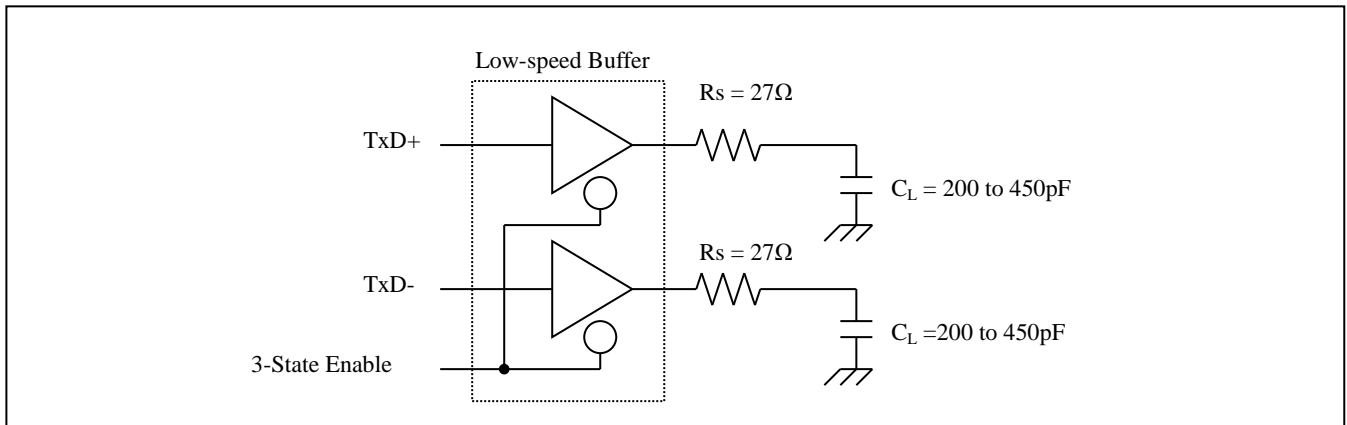 Low-speed Buffer
Rs = 27Ω
TxD+
C_L = 200 to 450pF
Rs = 27Ω
TxD-
C_L =200 to 450pF
3-State Enable